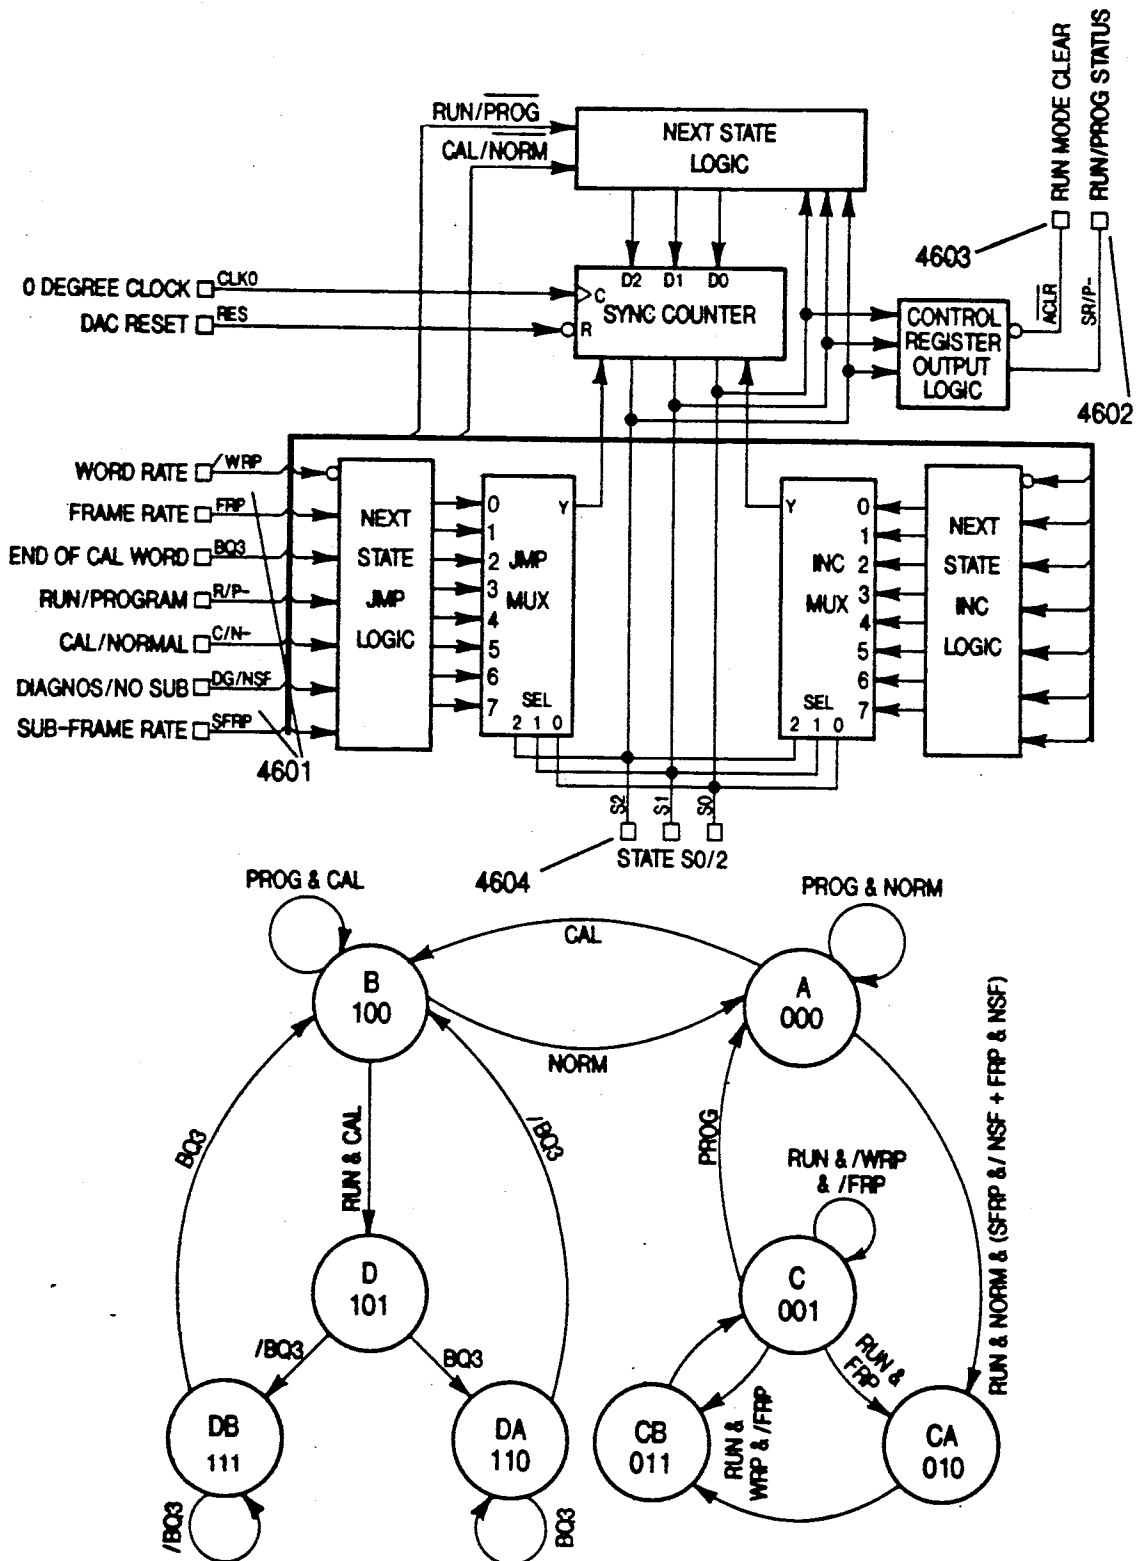 RUN/PROG
CAL/NORM
NEXT STATE
LOGIC
RUN MODE CLEAR
RUN/PROG STATUS
4603
ACLR
SR/P-
4602
0 DEGREE CLOCK
CLK0
DAC RESET
RES
D2 D1 D0
C
SYNC COUNTER
R
CONTROL
REGISTER
OUTPUT
LOGIC
WORD RATE
/WRP
FRAME RATE
FRP
END OF CAL WORD
BQ3
RUN/PROGRAM
R/P-
CAL/NORMAL
C/N-
DIAGNOS/NO SUB
DG/NSF
SUB-FRAME RATE
SFRP
4601
NEXT
STATE
JMP
LOGIC
0
1
2
3
4
5
6
7
Y
JMP
MUX
SEL
2 1 0
Y
INC
MUX
0
1
2
3
4
5
6
7
SEL
2 1 0
NEXT
STATE
INC
LOGIC
S2
S1
S0
STATE S0/2
4604
PROG & CAL
PROG & NORM
CAL
B
100
A
000
NORM
BQ3
RUN & CAL
/BQ3
PROG
RUN & /WRP
& /FRP
RUN & NORM & (SFRP &/ NSF + FRP & NSF)
D
101
C
001
/BQ3
BQ3
RUN &
FRP
RUN &
WRP & /FRP
DB
111
DA
110
CB
011
CA
010
/BQ3
BQ3